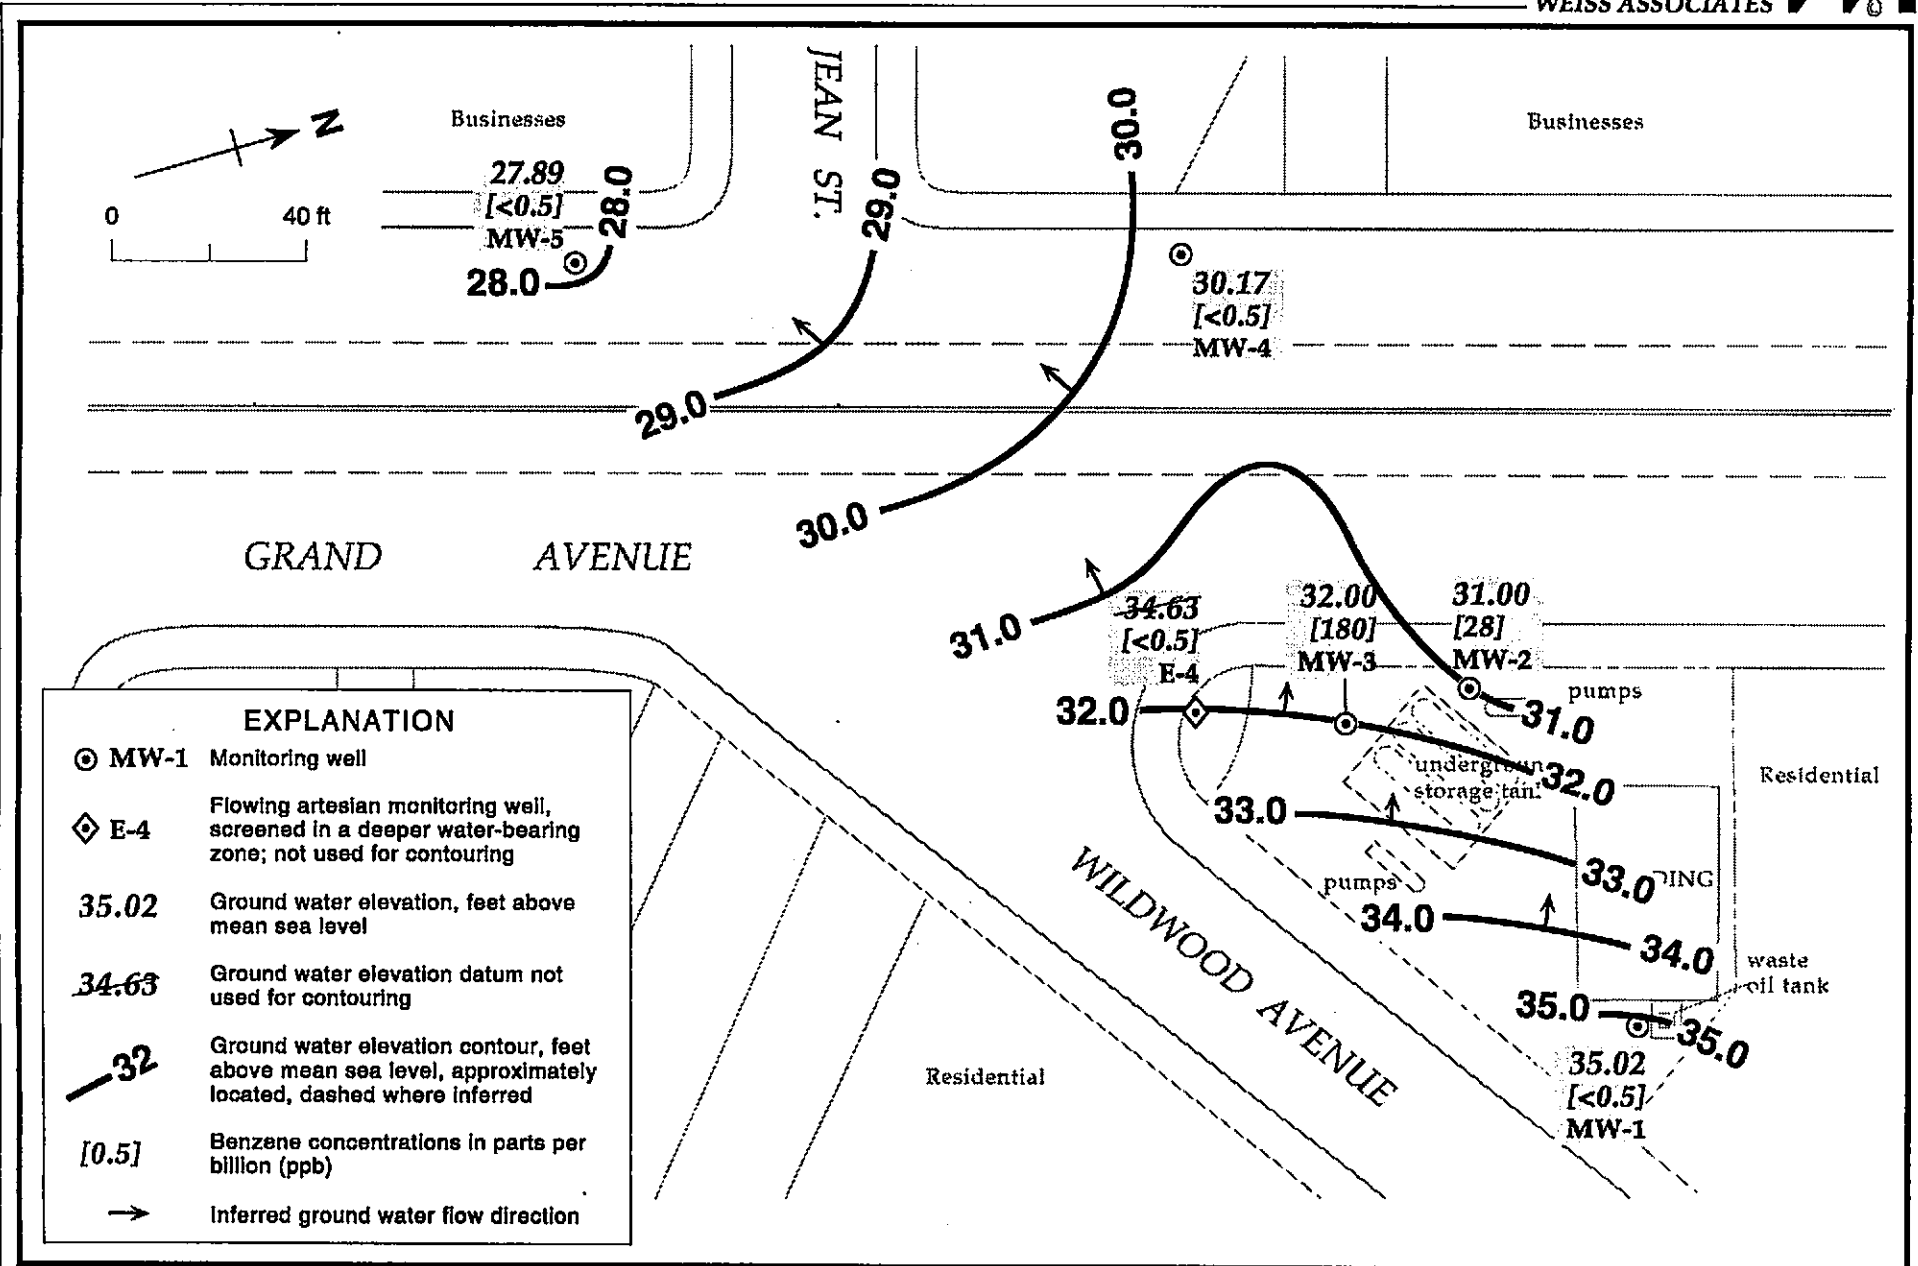 WEISS ASSOCIATES
Businesses
JEAN ST.
30.0
Businesses
N
27.89
[<0.5]
MW-5
28.0
28.0
29.0
0 40 ft
30.17
[<0.5]
MW-4
29.0
30.0
GRAND AVENUE
31.0
34.63
[<0.5]
E-4
32.00
[180]
MW-3
31.00
[28]
MW-2
pumps
31.0
32.0
underground
storage tan
32.0
Residential
33.0
33.0
DING
pumps
34.0
34.0
waste
oil tank
35.0
35.0
35.02
[<0.5]
MW-1
WILDWOOD AVENUE
Residential
EXPLANATION
MW-1 Monitoring well
E-4 Flowing artesian monitoring well,
screened in a deeper water-bearing
zone; not used for contouring
35.02 Ground water elevation, feet above
mean sea level
34.63 Ground water elevation datum not
used for contouring
32 Ground water elevation contour, feet
above mean sea level, approximately
located, dashed where inferred
[0.5] Benzene concentrations in parts per
billion (ppb)
Inferred ground water flow direction